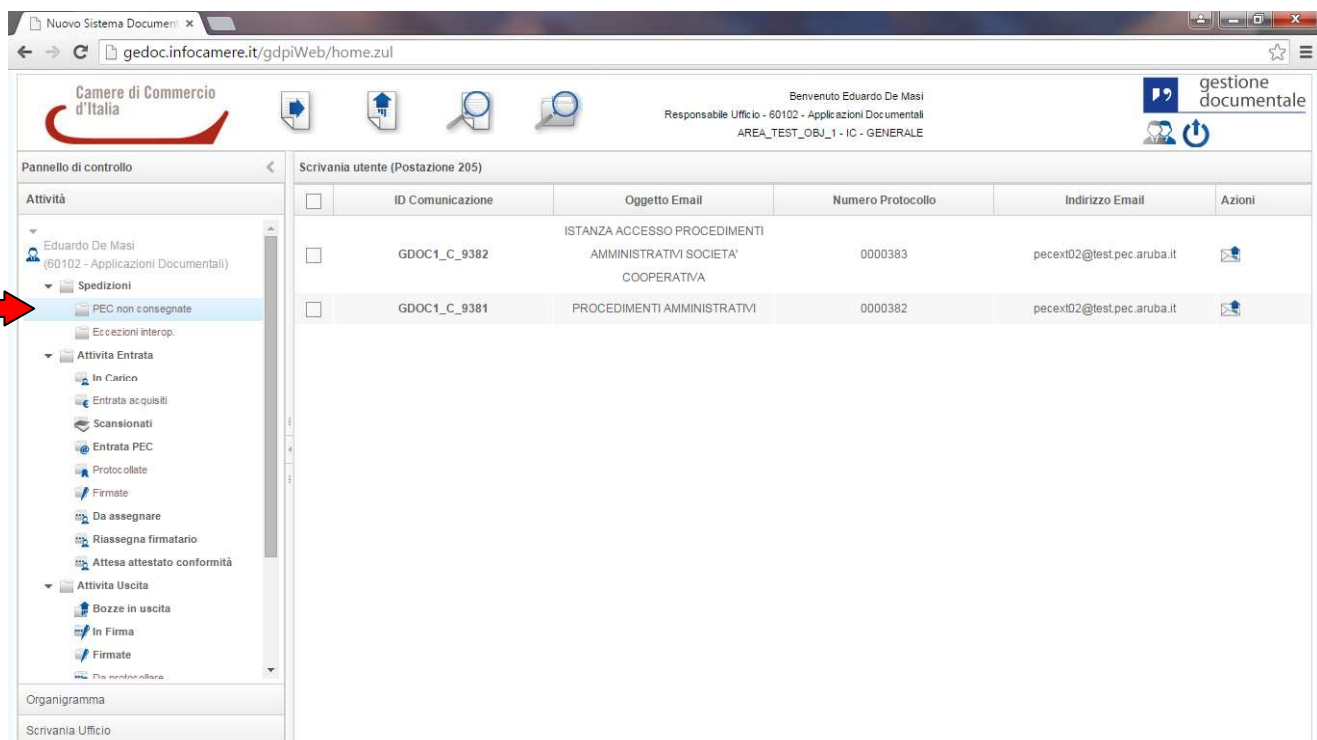 Nuovo Sistema Document ×
gedoc.infocamere.it/gdpiWeb/home.zul
Camere di Commercio
d'Italia
Benvenuto Eduardo De Masi
Responsabile Ufficio - 60102 - Applicazioni Documentali
AREA_TEST_OBJ_1 - IC - GENERALE
gestione
documentale
Pannello di controllo
Scrivania utente (Postazione 205)
Attività
ID Comunicazione Oggetto Email Numero Protocollo Indirizzo Email Azioni
Eduardo De Masi
(60102 - Applicazioni Documentali)
Spedizioni
PEC non consegnate
Eccezioni interop.
Attivita Entrata
In Carico
Entrata acquisiti
Scansionati
Entrata PEC
Protocollate
Firmate
Da assegnare
Riassegna firmatario
Attesa attestato conformità
Attivita Uscita
Bozze in uscita
In Firma
Firmate
Da protocollare
Organigramma
Scrivania Ufficio
ISTANZA ACCESSO PROCEDIMENTI
GDOC1_C_9382 AMMINISTRATIVI SOCIETA' 0000383 pecext02@test.pec.aruba.it
COOPERATIVA
GDOC1_C_9381 PROCEDIMENTI AMMINISTRATIVI 0000382 pecext02@test.pec.aruba.it